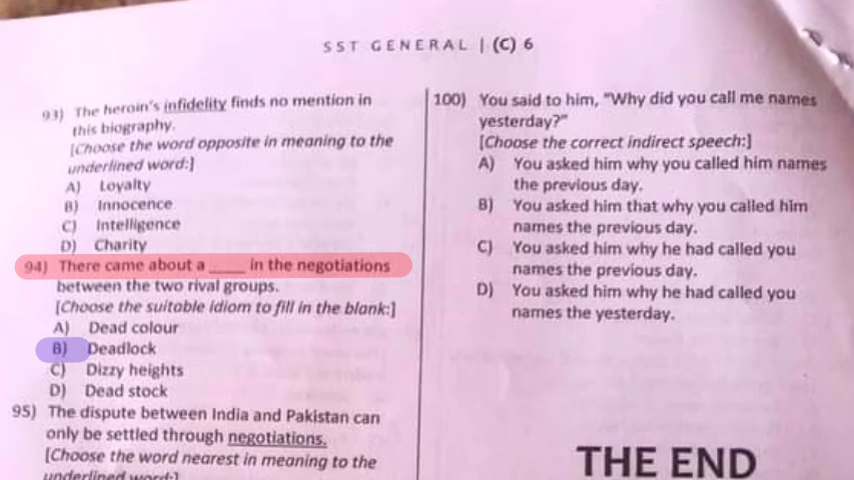 SST GENERAL | (C) 6
93) The heroin's infidelity finds no mention in
this biography.
[Choose the word opposite in meaning to the
underlined word:]
A) Loyalty
B) Innocence
C) Intelligence
D) Charity
94) There came about a ____ in the negotiations
between the two rival groups.
[Choose the suitable idiom to fill in the blank:]
A) Dead colour
B) Deadlock
C) Dizzy heights
D) Dead stock
95) The dispute between India and Pakistan can
only be settled through negotiations.
[Choose the word nearest in meaning to the
underlined word:]
100) You said to him, "Why did you call me names
yesterday?"
[Choose the correct indirect speech:]
A) You asked him why you called him names
the previous day.
B) You asked him that why you called him
names the previous day.
C) You asked him why he had called you
names the previous day.
D) You asked him why he had called you
names the yesterday.
THE END